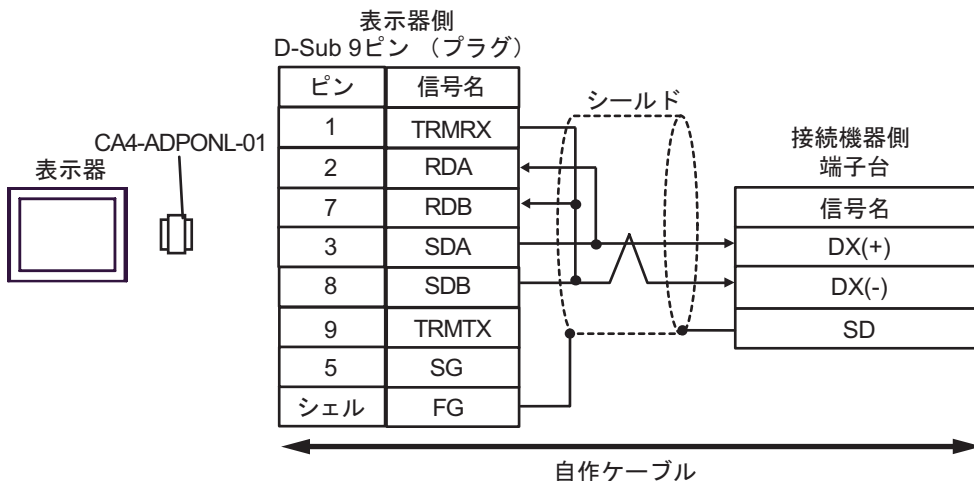 表示器側
D-Sub 9ピン （プラグ）
ピン 信号名
1 TRMRX
2 RDA
7 RDB
3 SDA
8 SDB
9 TRMTX
5 SG
シェル FG
CA4-ADPONL-01
表示器
シールド
接続機器側
端子台
信号名
DX(+)
DX(-)
SD
自作ケーブル